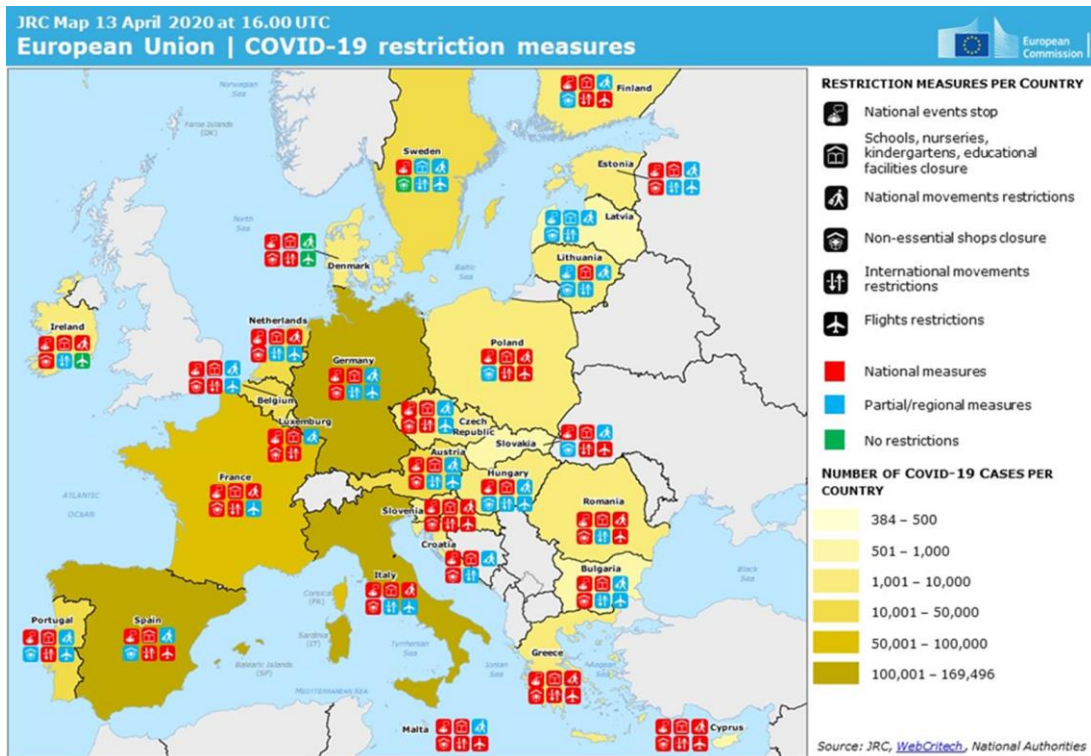 JRC Map 13 April 2020 at 16.00 UTC
European Union | COVID-19 restriction measures
European
Commission
Norwegian
Sea
Faroe Islands
(DK)
Finland
Sweden
Estonia
North
Sea
Latvia
Denmark
Baltic
Sea
Lithuania
Ireland
Netherlands
Poland
Germany
Belgium
Luxemburg
Czech
Republic
Slovakia
France
Austria
Hungary
ATLANTIC
OCEAN
Slovenia
Romania
Croatia
Italy
Bulgaria
Black
Sea
Corsica
(FR)
Portugal
Spain
Sardinia
(IT)
Tyrrhenian
Sea
Balearic Islands
(SP)
Ionian
Sea
Greece
Aegean
Sea
MEDITERRANEAN SEA
Malta
Cyprus
RESTRICTION MEASURES PER COUNTRY
National events stop
Schools, nurseries,
kindergartens, educational
facilities closure
National movements restrictions
Non-essential shops closure
International movements
restrictions
Flights restrictions
National measures
Partial/regional measures
No restrictions
NUMBER OF COVID-19 CASES PER
COUNTRY
384 – 500
501 – 1,000
1,001 – 10,000
10,001 – 50,000
50,001 – 100,000
100,001 – 169,496
Source: JRC, WebCritech, National Authorities